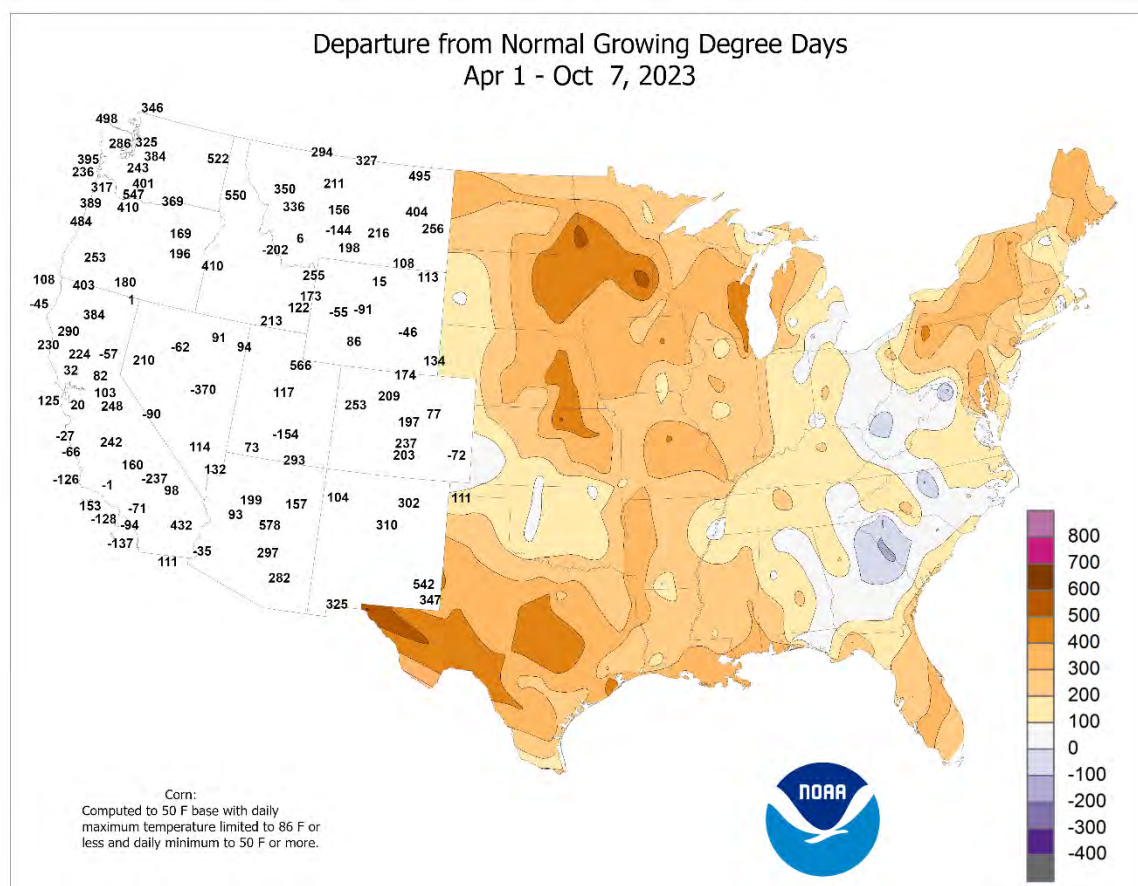 Departure from Normal Growing Degree Days
Apr 1 - Oct 7, 2023
346
498
286 325
395 384 522 294 327
236 243 495
317 401 550 350 211
389 547 369 336 156 404
484 410 169 6 -144 216 256
253 196 410 -202 198 108
108 403 180 255 15 113
-45 1 173
384 122 -55 -91
290 213 -46
230 224 -57 210 -62 91 94 86 134
32 82 566 174
103 -370 117 209
125 20 248 -90 253 197 77
-27 242 -154 237
-66 114 73 293 203 -72
-126 160 -237 132
-1 98 199 157 104 302 111
153 -71 93
-128 -94 432 578 310
-137 -35 297
111 282 542
325 347
800
700
600
500
400
300
200
100
0
-100
-200
-300
-400
Corn:
Computed to 50 F base with daily
maximum temperature limited to 86 F or
less and daily minimum to 50 F or more.
NOAA